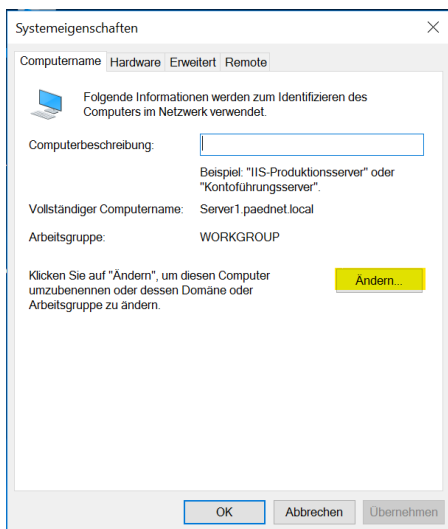 Systemeigenschaften
Computername Hardware Erweitert Remote
Folgende Informationen werden zum Identifizieren des
Computers im Netzwerk verwendet.
Computerbeschreibung:
Beispiel: "IIS-Produktionsserver" oder
"Kontoführungsserver".
Vollständiger Computername: Server1.paednet.local
Arbeitsgruppe: WORKGROUP
Klicken Sie auf "Ändern", um diesen Computer
umzubenennen oder dessen Domäne oder
Arbeitsgruppe zu ändern.
Ändern...
OK Abbrechen Übernehmen